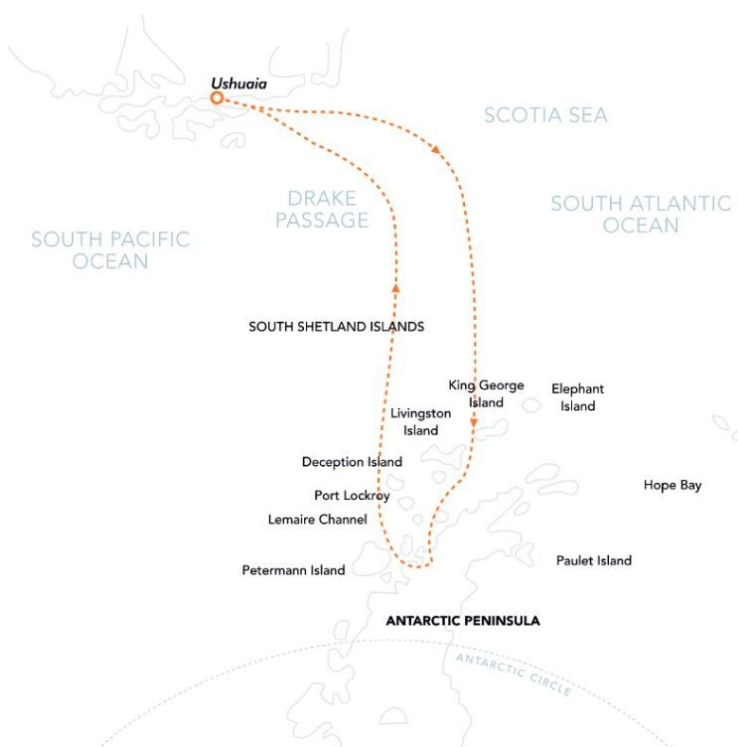 Ushuaia
SCOTIA SEA
DRAKE
PASSAGE
SOUTH ATLANTIC
OCEAN
SOUTH PACIFIC
OCEAN
SOUTH SHETLAND ISLANDS
King George
Island
Elephant
Island
Livingston
Island
Deception Island
Hope Bay
Port Lockroy
Lemaire Channel
Paulet Island
Petermann Island
ANTARCTIC PENINSULA
ANTARCTIC CIRCLE